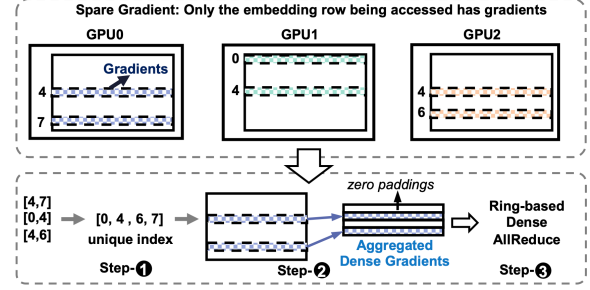 Spare Gradient: Only the embedding row being accessed has gradients
GPU0
GPU1
GPU2
Gradients
4
7
0
4
4
6
[4,7]
[0,4]
[4,6]
[0, 4 , 6, 7]
unique index
zero paddings
Aggregated
Dense Gradients
Ring-based
Dense
AllReduce
Step-❶
Step-❷
Step-❸